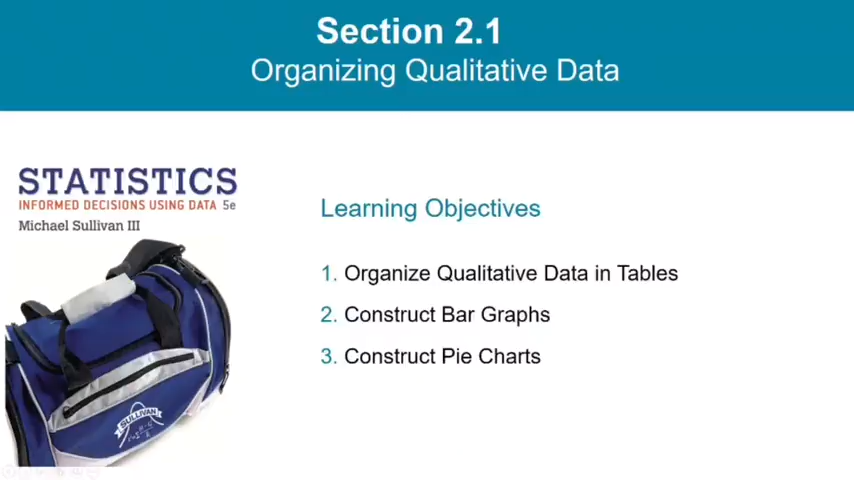 Section 2.1
Organizing Qualitative Data
STATISTICS
INFORMED DECISIONS USING DATA 5e
Michael Sullivan III
Learning Objectives
1. Organize Qualitative Data in Tables
2. Construct Bar Graphs
3. Construct Pie Charts
SULLIVAN